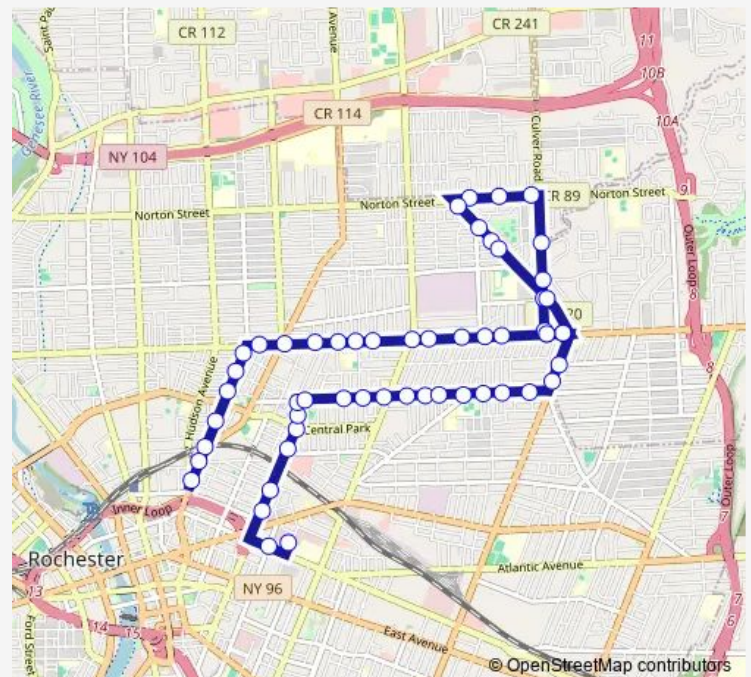 CR 241
CR 112
Avenue
11
10B
Genesee River
CR 114
10A
NY 104
Culver Road
CR 89
Norton Street
9
Norton Street
Norton Street
Outer Loop
8
20
8
Hudson Avenue
Central Park
Outer Loop
Inner Loop
7
Rochester
Atlantic Avenue
13
NY 96
7
6
14
15
Ford Street
East Avenue
© OpenStreetMap contributors